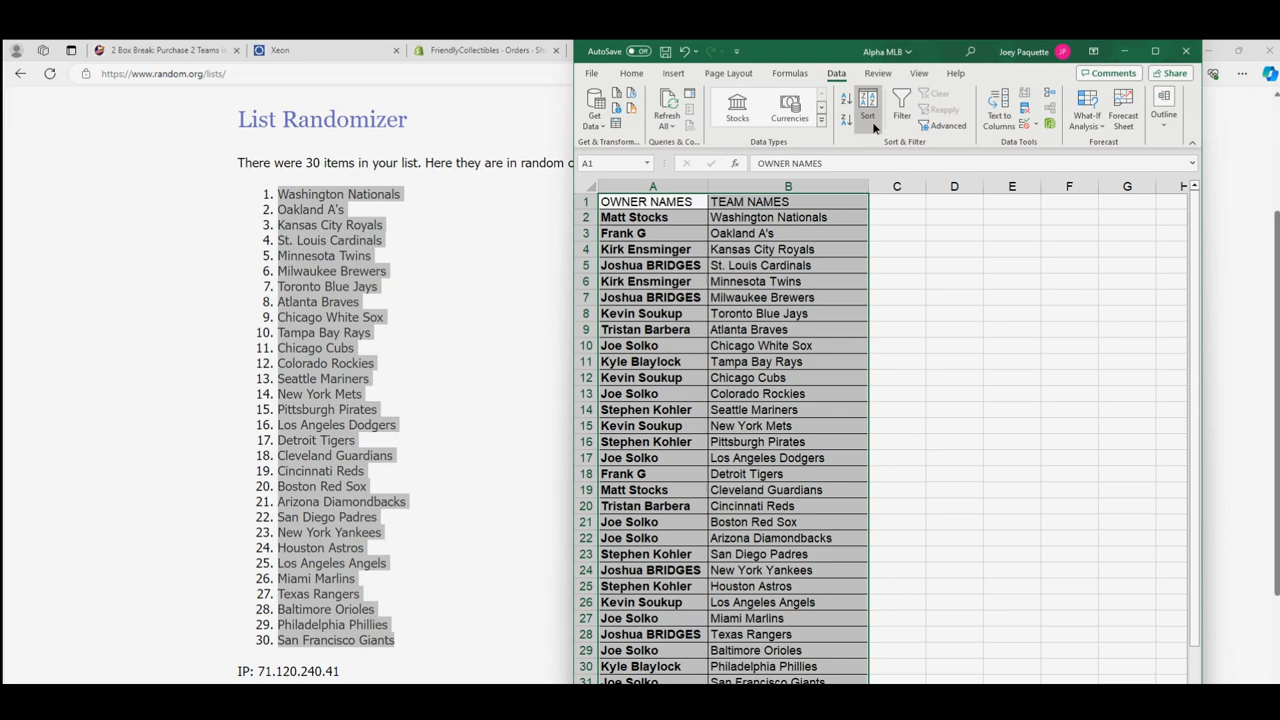 2 Box Break: Purchase 2 Teams in
Xeon
FriendlyCollectibles - Orders - Sh
https://www.random.org/lists/
List Randomizer
There were 30 items in your list. Here they are in random o
1. Washington Nationals
2. Oakland A's
3. Kansas City Royals
4. St. Louis Cardinals
5. Minnesota Twins
6. Milwaukee Brewers
7. Toronto Blue Jays
8. Atlanta Braves
9. Chicago White Sox
10. Tampa Bay Rays
11. Chicago Cubs
12. Colorado Rockies
13. Seattle Mariners
14. New York Mets
15. Pittsburgh Pirates
16. Los Angeles Dodgers
17. Detroit Tigers
18. Cleveland Guardians
19. Cincinnati Reds
20. Boston Red Sox
21. Arizona Diamondbacks
22. San Diego Padres
23. New York Yankees
24. Houston Astros
25. Los Angeles Angels
26. Miami Marlins
27. Texas Rangers
28. Baltimore Orioles
29. Philadelphia Phillies
30. San Francisco Giants
IP: 71.120.240.41
AutoSave Off Alpha MLB Joey Paquette JP
File Home Insert Page Layout Formulas Data Review View Help Comments Share
Get Data Refresh All Stocks Currencies Sort Filter Clear Reapply Advanced Text to Columns What-If Analysis Forecast Sheet Outline
Get & Transform... Queries & Co... Data Types Sort & Filter Data Tools Forecast
A1 fx OWNER NAMES
A B C D E F G H
1 OWNER NAMES TEAM NAMES
2 Matt Stocks Washington Nationals
3 Frank G Oakland A's
4 Kirk Ensminger Kansas City Royals
5 Joshua BRIDGES St. Louis Cardinals
6 Kirk Ensminger Minnesota Twins
7 Joshua BRIDGES Milwaukee Brewers
8 Kevin Soukup Toronto Blue Jays
9 Tristan Barbera Atlanta Braves
10 Joe Solko Chicago White Sox
11 Kyle Blaylock Tampa Bay Rays
12 Kevin Soukup Chicago Cubs
13 Joe Solko Colorado Rockies
14 Stephen Kohler Seattle Mariners
15 Kevin Soukup New York Mets
16 Stephen Kohler Pittsburgh Pirates
17 Joe Solko Los Angeles Dodgers
18 Frank G Detroit Tigers
19 Matt Stocks Cleveland Guardians
20 Tristan Barbera Cincinnati Reds
21 Joe Solko Boston Red Sox
22 Joe Solko Arizona Diamondbacks
23 Stephen Kohler San Diego Padres
24 Joshua BRIDGES New York Yankees
25 Stephen Kohler Houston Astros
26 Kevin Soukup Los Angeles Angels
27 Joe Solko Miami Marlins
28 Joshua BRIDGES Texas Rangers
29 Joe Solko Baltimore Orioles
30 Kyle Blaylock Philadelphia Phillies
31 Joe Solko San Francisco Giants